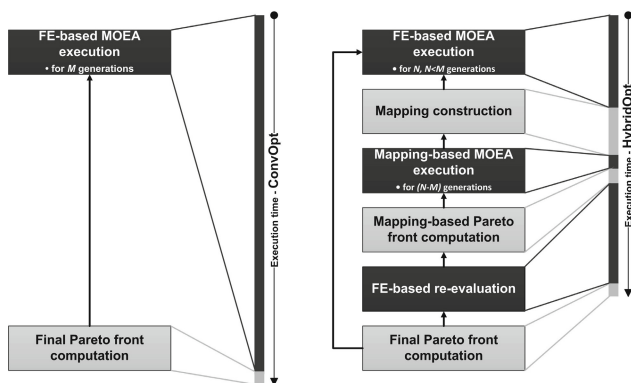 FE-based MOEA
execution
• for M generations
Final Pareto front
computation
Execution time - ConvOpt
FE-based MOEA
execution
• for N, N<M generations
Mapping construction
Mapping-based MOEA
execution
• for (N-M) generations
Mapping-based Pareto
front computation
FE-based re-evaluation
Final Pareto front
computation
Execution time - HybridOpt